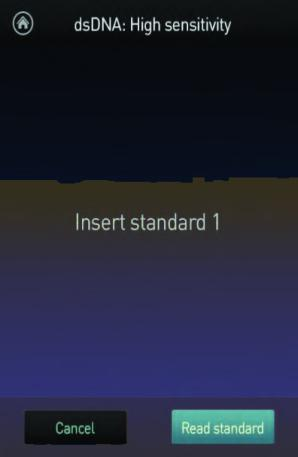 dsDNA: High sensitivity
Insert standard 1
Cancel
Read standard